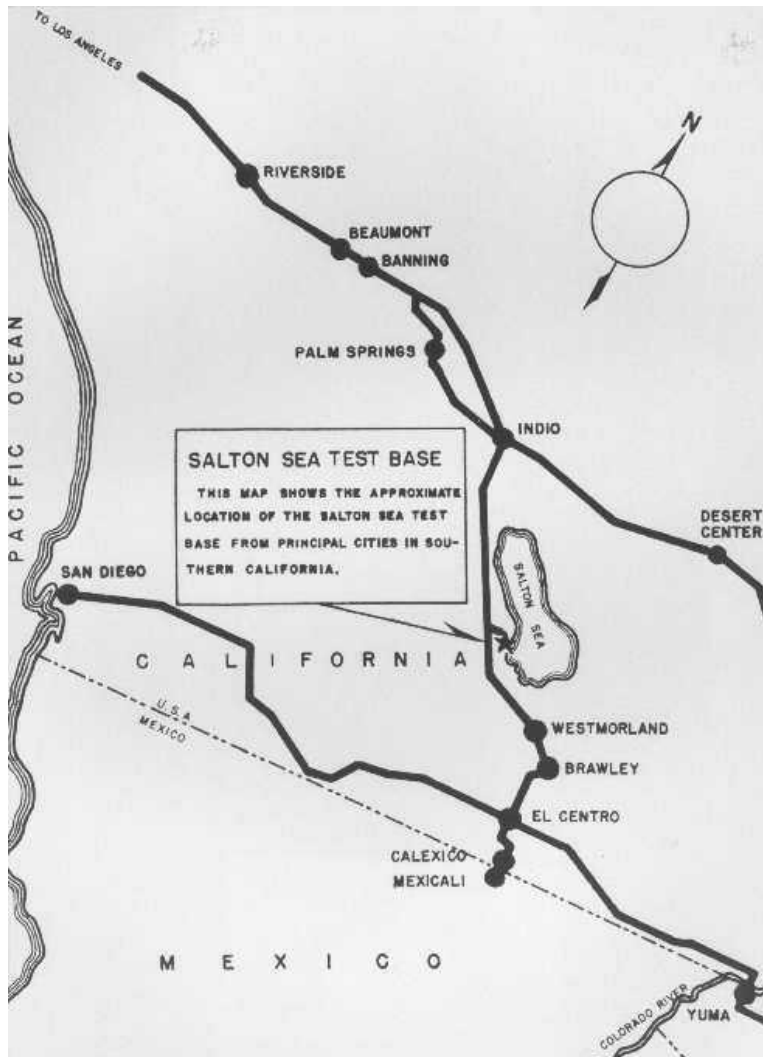 TO LOS ANGELES
N
RIVERSIDE
BEAUMONT
BANNING
PALM SPRINGS
PACIFIC OCEAN
INDIO
SALTON SEA TEST BASE
THIS MAP SHOWS THE APPROXIMATE
LOCATION OF THE SALTON SEA TEST
BASE FROM PRINCIPAL CITIES IN SOU-
THERN CALIFORNIA.
DESERT
CENTER
SAN DIEGO
SALTON SEA
CALIFORNIA
U.S.A
MEXICO
WESTMORLAND
BRAWLEY
EL CENTRO
CALEXICO
MEXICALI
MEXICO
COLORADO RIVER
YUMA